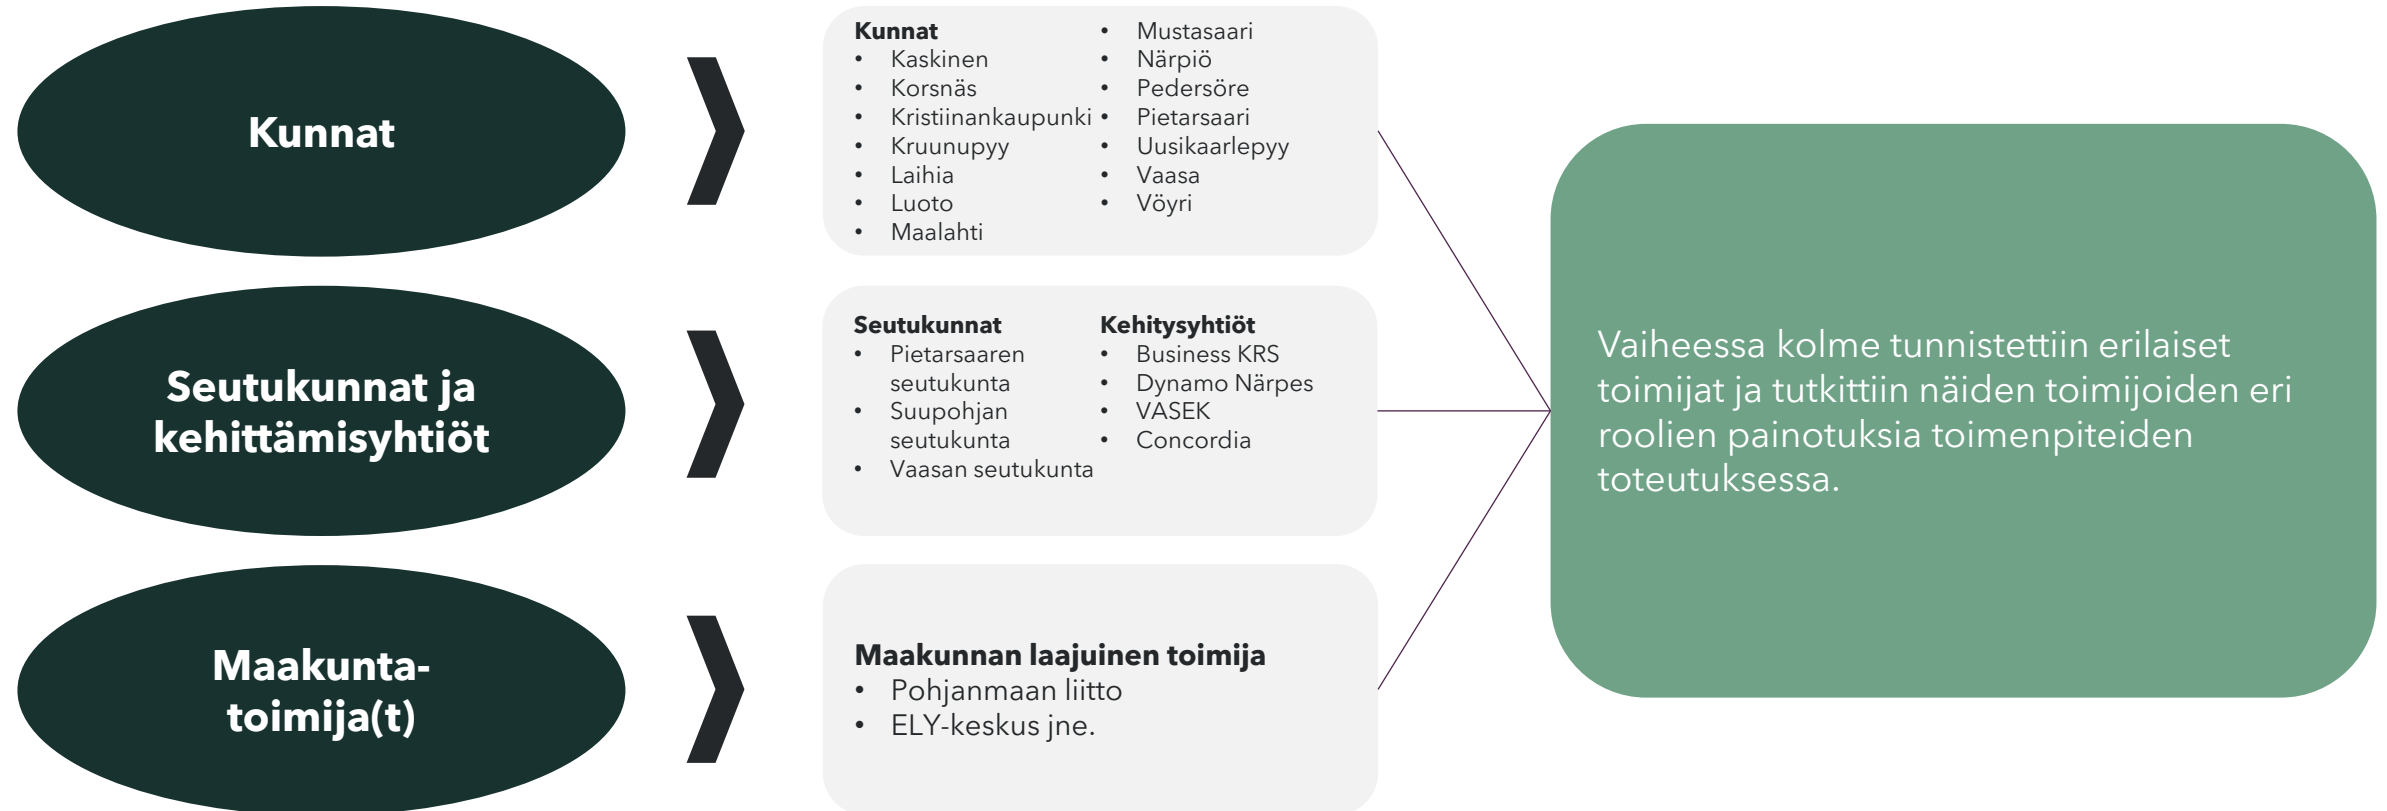 Kunnat
Kunnat
• Kaskinen
• Korsnäs
• Kristiinankaupunki
• Kruunupyy
• Laihia
• Luoto
• Maalahti
• Mustasaari
• Närpiö
• Pedersöre
• Pietarsaari
• Uusikaarlepyy
• Vaasa
• Vöyri
Seutukunnat ja
kehittämisyhtiöt
Seutukunnat
• Pietarsaaren
seutukunta
• Suupohjan
seutukunta
• Vaasan seutukunta
Kehitysyhtiöt
• Business KRS
• Dynamo Närpes
• VASEK
• Concordia
Maakunta-
toimija(t)
Maakunnan laajuinen toimija
• Pohjanmaan liitto
• ELY-keskus jne.
Vaiheessa kolme tunnistettiin erilaiset
toimijat ja tutkittiin näiden toimijoiden eri
roolien painotuksia toimenpiteiden
toteutuksessa.